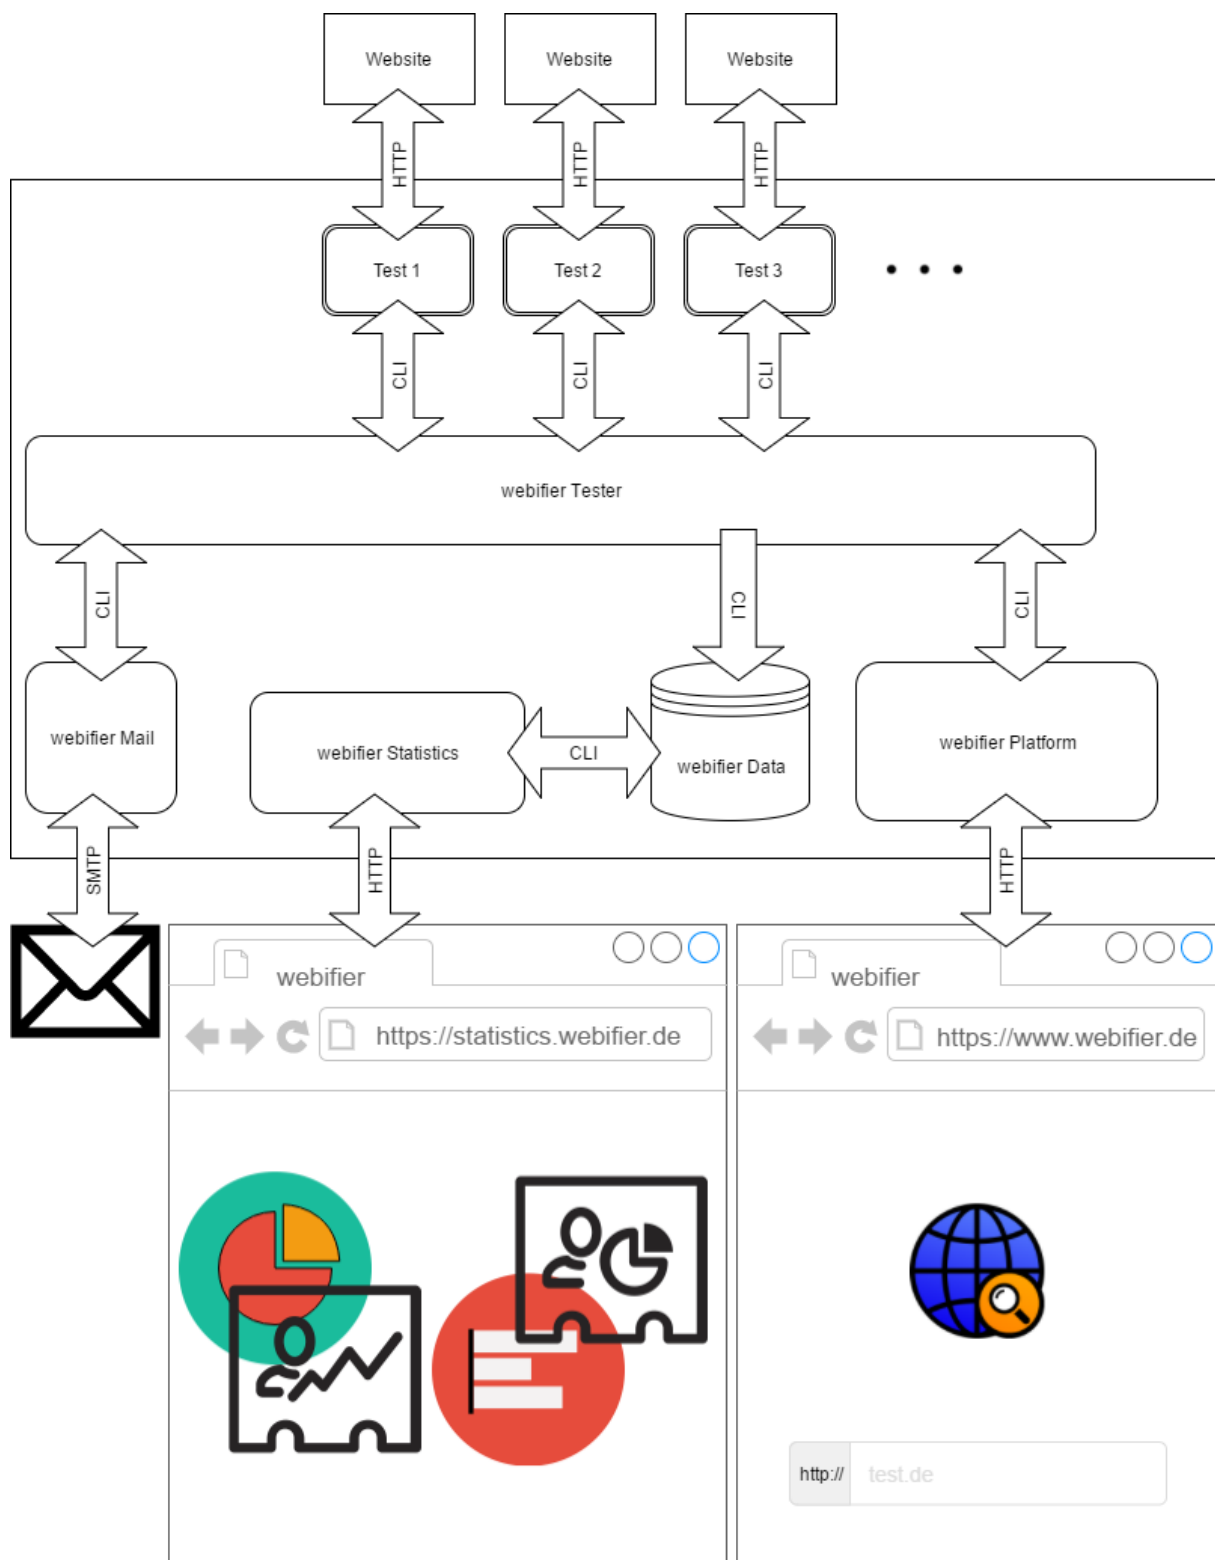 Website
Website
Website
HTTP
HTTP
HTTP
Test 1
Test 2
Test 3
CLI
CLI
CLI
webifier Tester
CLI
CLI
CLI
webifier Mail
webifier Statistics
CLI
webifier Data
webifier Platform
SMTP
HTTP
HTTP
webifier
https://statistics.webifier.de
webifier
https://www.webifier.de
http://
test.de